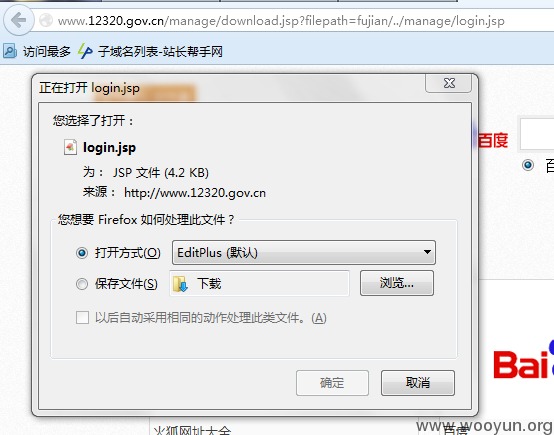 www.12320.gov.cn/manage/download.jsp?filepath=fujian/../manage/login.jsp
访问最多 子域名列表-站长帮手网
正在打开 login.jsp
您选择了打开：
login.jsp
为： JSP 文件 (4.2 KB)
来源： http://www.12320.gov.cn
您想要 Firefox 如何处理此文件？
打开方式(O) EditPlus (默认)
保存文件(S) 下载 浏览...
以后自动采用相同的动作处理此类文件。(A)
确定 取消
百度
百
Bai
火狐网址大全 百度
www.wooyun.org